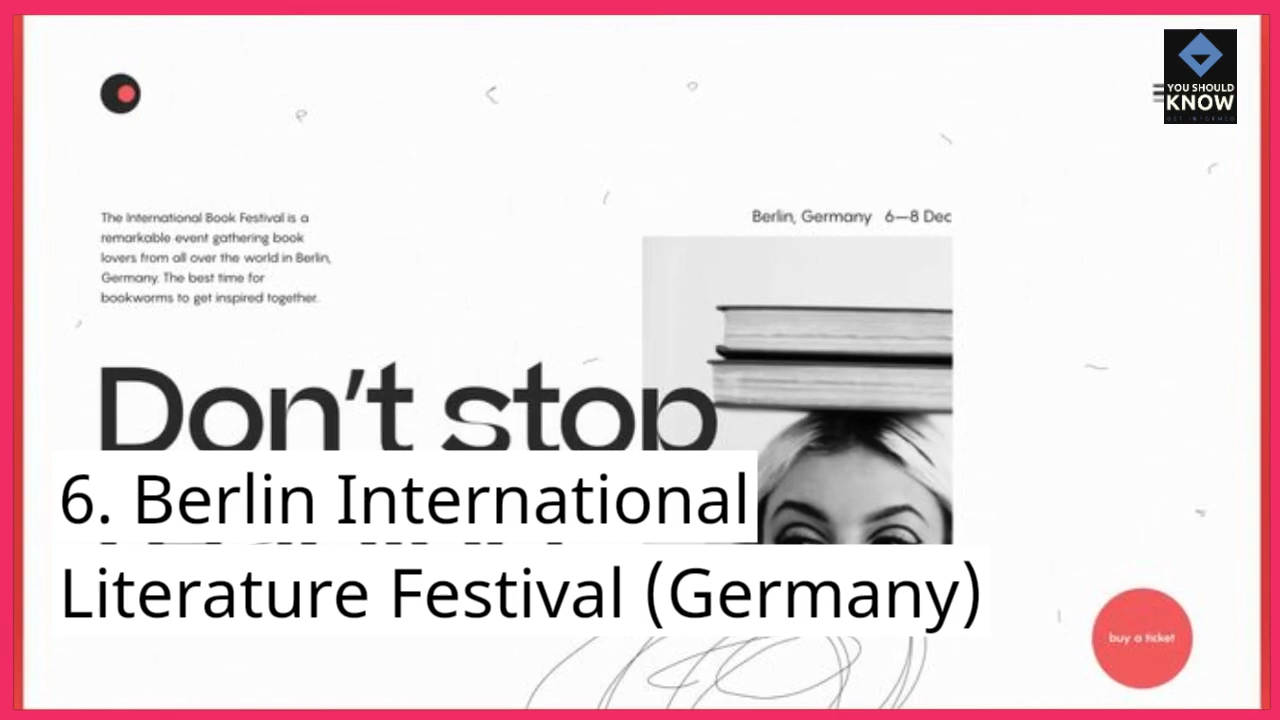 YOU SHOULD
KNOW
GET INFORMED
The International Book Festival is a
remarkable event gathering book
lovers from all over the world in Berlin,
Germany. The best time for
bookworms to get inspired together.
Berlin, Germany 6—8 Dec
Don't stop
6. Berlin International
Literature Festival (Germany)
buy a ticket